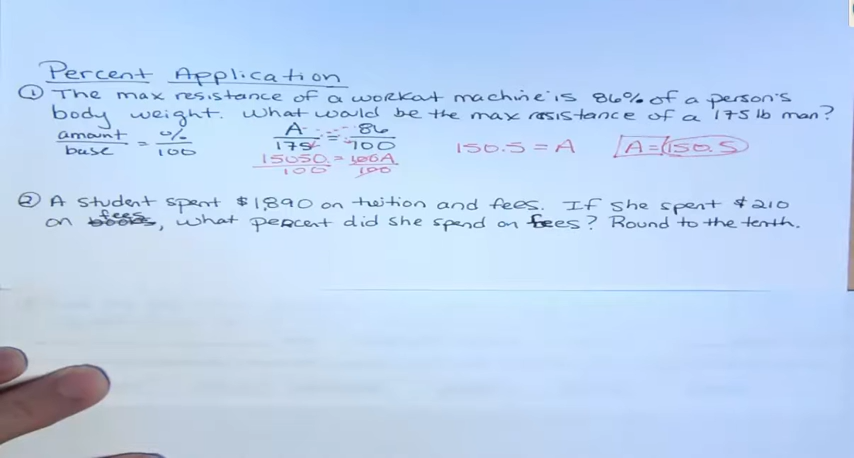 Percent Application
① The max resistance of a workat machine is 86% of a person's
body weight. What would be the max resistance of a 175 lb man?
amount/base = %/100 A/175 = 86/100 150.5 = A A=150.5
15050/100 = 100A/100
② A student spent $1,890 on tuition and fees. If she spent $210
on fees, what percent did she spend on fees? Round to the tenth.